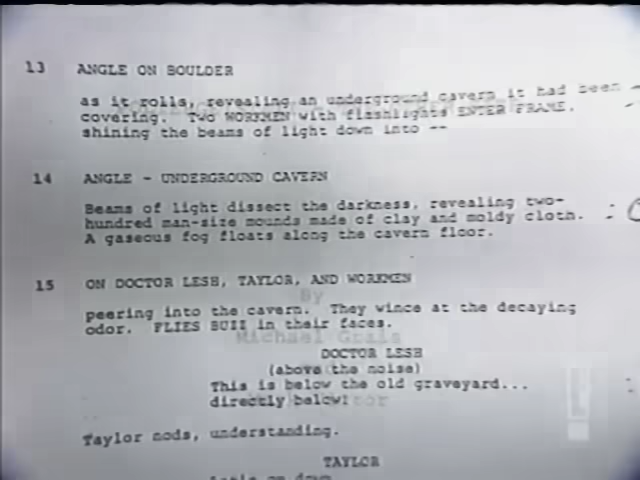 13 ANGLE ON BOULDER
as it rolls, revealing an underground cavern it had been
covering. Two WORKMEN with flashlights ENTER FRAME,
shining the beams of light down into --
14 ANGLE - UNDERGROUND CAVERN
Beams of light dissect the darkness, revealing two-
hundred man-size mounds made of clay and moldy cloth.
A gaseous fog floats along the cavern floor.
15 ON DOCTOR LESH, TAYLOR, AND WORKMEN
By
peering into the cavern. They wince at the decaying
odor. FLIES BUZZ in their faces.
Michael Grais
DOCTOR LESH
(above the noise)
This is below the old graveyard...
directly below!
Taylor nods, understanding.
TAYLOR